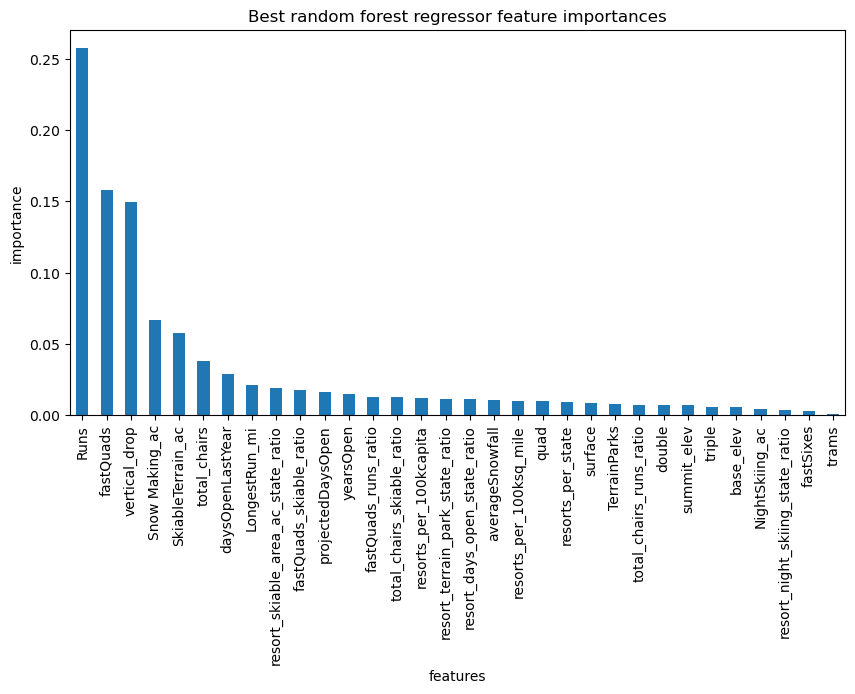 Best random forest regressor feature importances
importance
0.25
0.20
0.15
0.10
0.05
0.00
Runs
fastQuads
vertical_drop
Snow Making_ac
SkiableTerrain_ac
total_chairs
daysOpenLastYear
LongestRun_mi
resort_skiable_area_ac_state_ratio
fastQuads_skiable_ratio
projectedDaysOpen
yearsOpen
fastQuads_runs_ratio
total_chairs_skiable_ratio
resorts_per_100kcapita
resort_terrain_park_state_ratio
resort_days_open_state_ratio
averageSnowfall
resorts_per_100ksq_mile
quad
resorts_per_state
surface
TerrainParks
total_chairs_runs_ratio
double
summit_elev
triple
base_elev
NightSkiing_ac
resort_night_skiing_state_ratio
fastSixes
trams
features